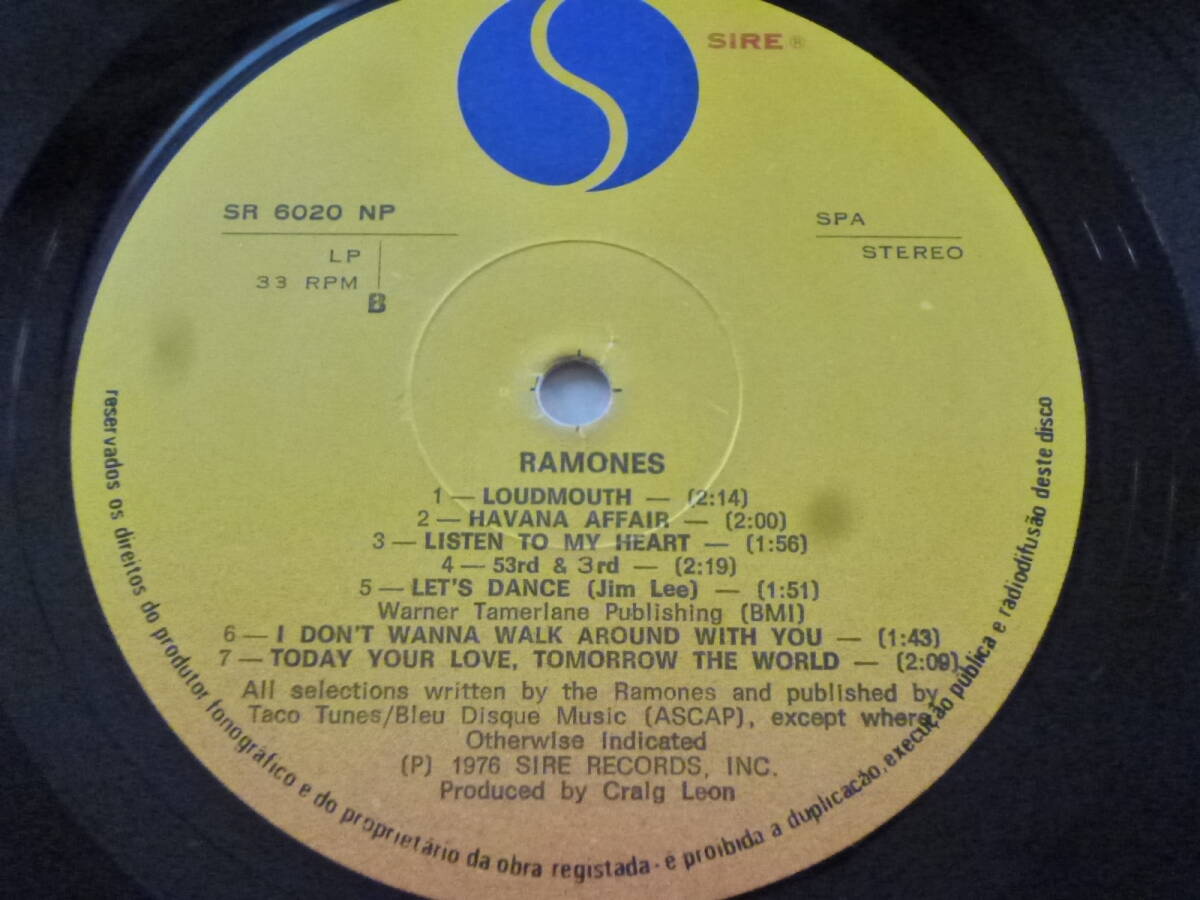 SIRE ®
SR 6020 NP
LP
33 RPM
B
SPA
STEREO
RAMONES
1 — LOUDMOUTH — (2:14)
2 — HAVANA AFFAIR — (2:00)
3 — LISTEN TO MY HEART — (1:56)
4 — 53rd & 3rd — (2:19)
5 — LET'S DANCE (Jim Lee) — (1:51)
Warner Tamerlane Publishing (BMI)
6 — I DON'T WANNA WALK AROUND WITH YOU — (1:43)
7 — TODAY YOUR LOVE, TOMORROW THE WORLD — (2:09)
All selections written by the Ramones and published by
Taco Tunes/Bleu Disque Music (ASCAP), except where
Otherwise Indicated
(P) 1976 SIRE RECORDS, INC.
Produced by Craig Leon
reservados os direitos do produtor fonográfico e do proprietário da obra registada - é proibida a duplicação, execução pública e radiodifusão deste disco